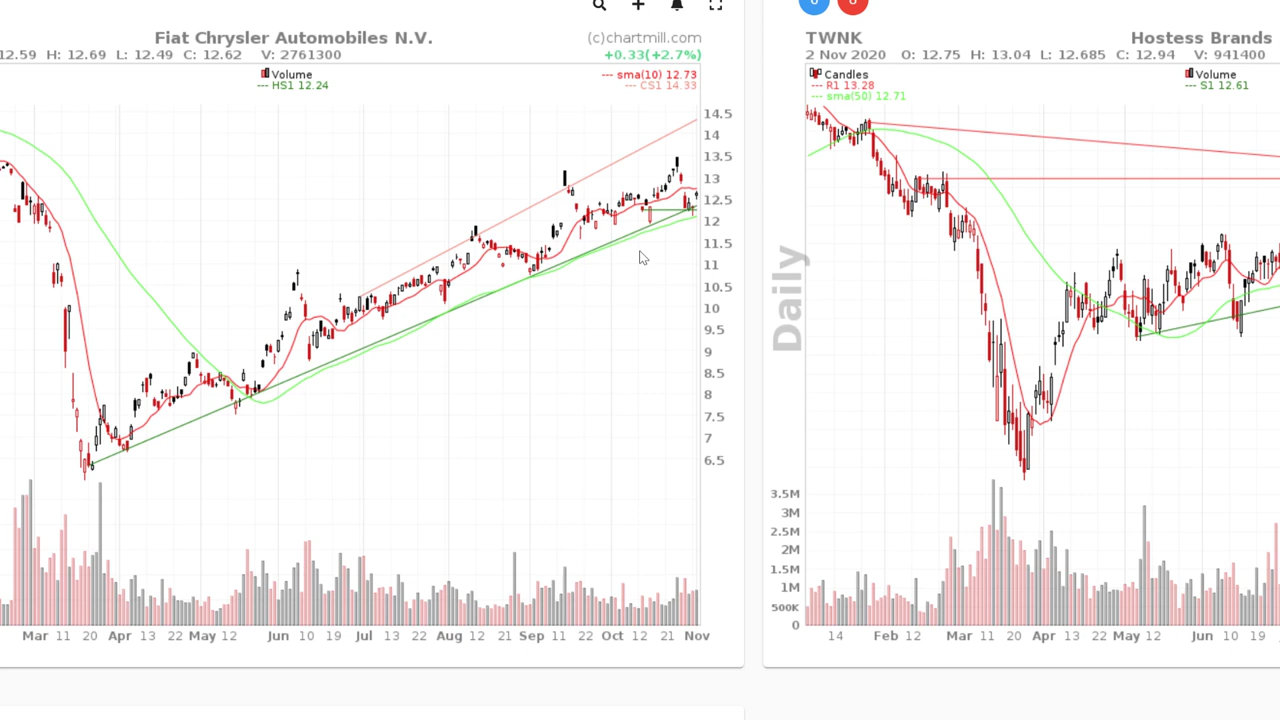 Fiat Chrysler Automobiles N.V. (c)chartmill.com
12.59 H: 12.69 L: 12.49 C: 12.62 V: 2761300 +0.33(+2.7%)
Volume --- sma(10) 12.73
--- HS1 12.24 --- CS1 14.33
14.5
14
13.5
13
12.5
12
11.5
11
10.5
10
9.5
9
8.5
8
7.5
7
6.5
Mar 11 20 Apr 13 22 May 12 Jun 10 19 Jul 13 22 Aug 12 21 Sep 11 22 Oct 12 21 Nov
TWNK Hostess Brands
2 Nov 2020 O: 12.75 H: 13.04 L: 12.685 C: 12.94 V: 941400
Candles Volume
--- R1 13.28 --- S1 12.61
--- sma(50) 12.71
Daily
3.5M
3M
2.5M
2M
1.5M
1M
500K
0
14 Feb 12 Mar 11 20 Apr 13 22 May 12 Jun 10 19